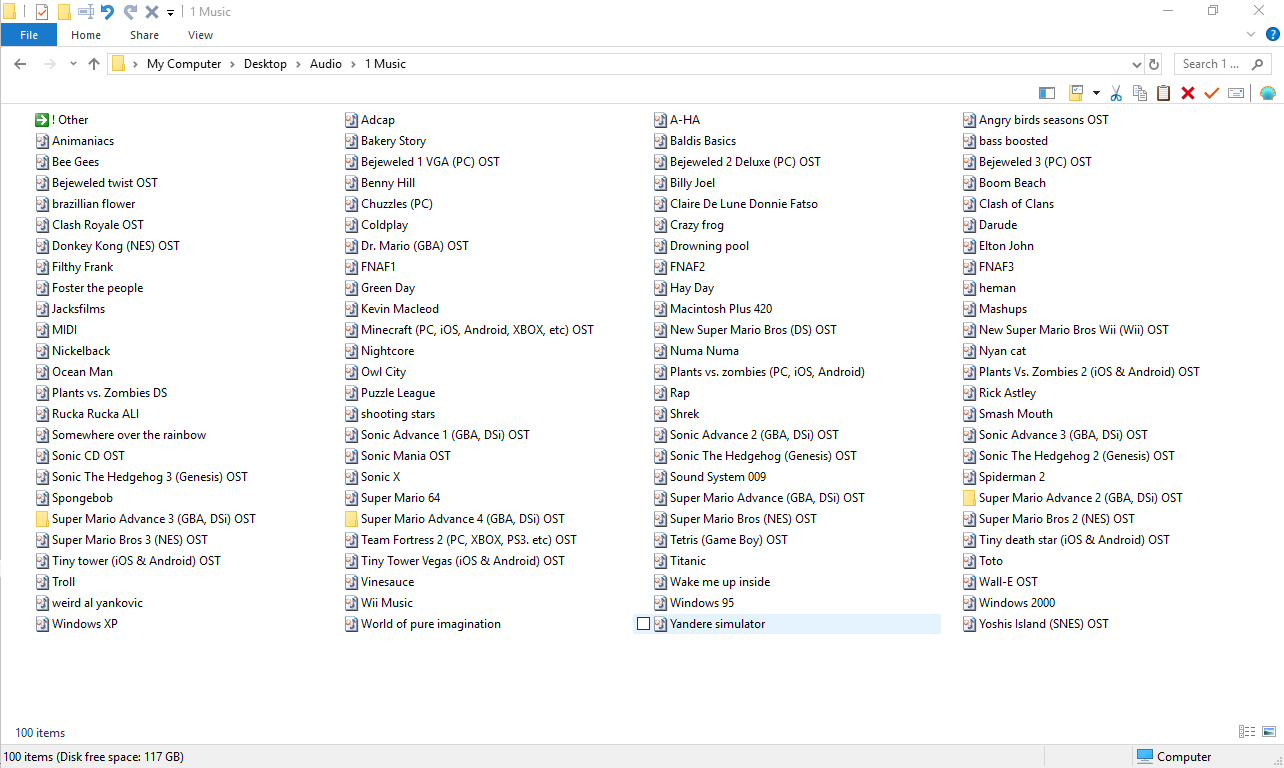 1 Music
File Home Share View
My Computer Desktop Audio 1 Music Search 1 ...
! Other Adcap A-HA Angry birds seasons OST
Animaniacs Bakery Story Baldis Basics bass boosted
Bee Gees Bejeweled 1 VGA (PC) OST Bejeweled 2 Deluxe (PC) OST Bejeweled 3 (PC) OST
Bejeweled twist OST Benny Hill Billy Joel Boom Beach
brazillian flower Chuzzles (PC) Claire De Lune Donnie Fatso Clash of Clans
Clash Royale OST Coldplay Crazy frog Darude
Donkey Kong (NES) OST Dr. Mario (GBA) OST Drowning pool Elton John
Filthy Frank FNAF1 FNAF2 FNAF3
Foster the people Green Day Hay Day heman
Jacksfilms Kevin Macleod Macintosh Plus 420 Mashups
MIDI Minecraft (PC, iOS, Android, XBOX, etc) OST New Super Mario Bros (DS) OST New Super Mario Bros Wii (Wii) OST
Nickelback Nightcore Numa Numa Nyan cat
Ocean Man Owl City Plants vs. zombies (PC, iOS, Android) Plants Vs. Zombies 2 (iOS & Android) OST
Plants vs. Zombies DS Puzzle League Rap Rick Astley
Rucka Rucka ALI shooting stars Shrek Smash Mouth
Somewhere over the rainbow Sonic Advance 1 (GBA, DSi) OST Sonic Advance 2 (GBA, DSi) OST Sonic Advance 3 (GBA, DSi) OST
Sonic CD OST Sonic Mania OST Sonic The Hedgehog (Genesis) OST Sonic The Hedgehog 2 (Genesis) OST
Sonic The Hedgehog 3 (Genesis) OST Sonic X Sound System 009 Spiderman 2
Spongebob Super Mario 64 Super Mario Advance (GBA, DSi) OST Super Mario Advance 2 (GBA, DSi) OST
Super Mario Advance 3 (GBA, DSi) OST Super Mario Advance 4 (GBA, DSi) OST Super Mario Bros (NES) OST Super Mario Bros 2 (NES) OST
Super Mario Bros 3 (NES) OST Team Fortress 2 (PC, XBOX, PS3. etc) OST Tetris (Game Boy) OST Tiny death star (iOS & Android) OST
Tiny tower (iOS & Android) OST Tiny Tower Vegas (iOS & Android) OST Titanic Toto
Troll Vinesauce Wake me up inside Wall-E OST
weird al yankovic Wii Music Windows 95 Windows 2000
Windows XP World of pure imagination Yandere simulator Yoshis Island (SNES) OST
100 items
100 items (Disk free space: 117 GB) Computer